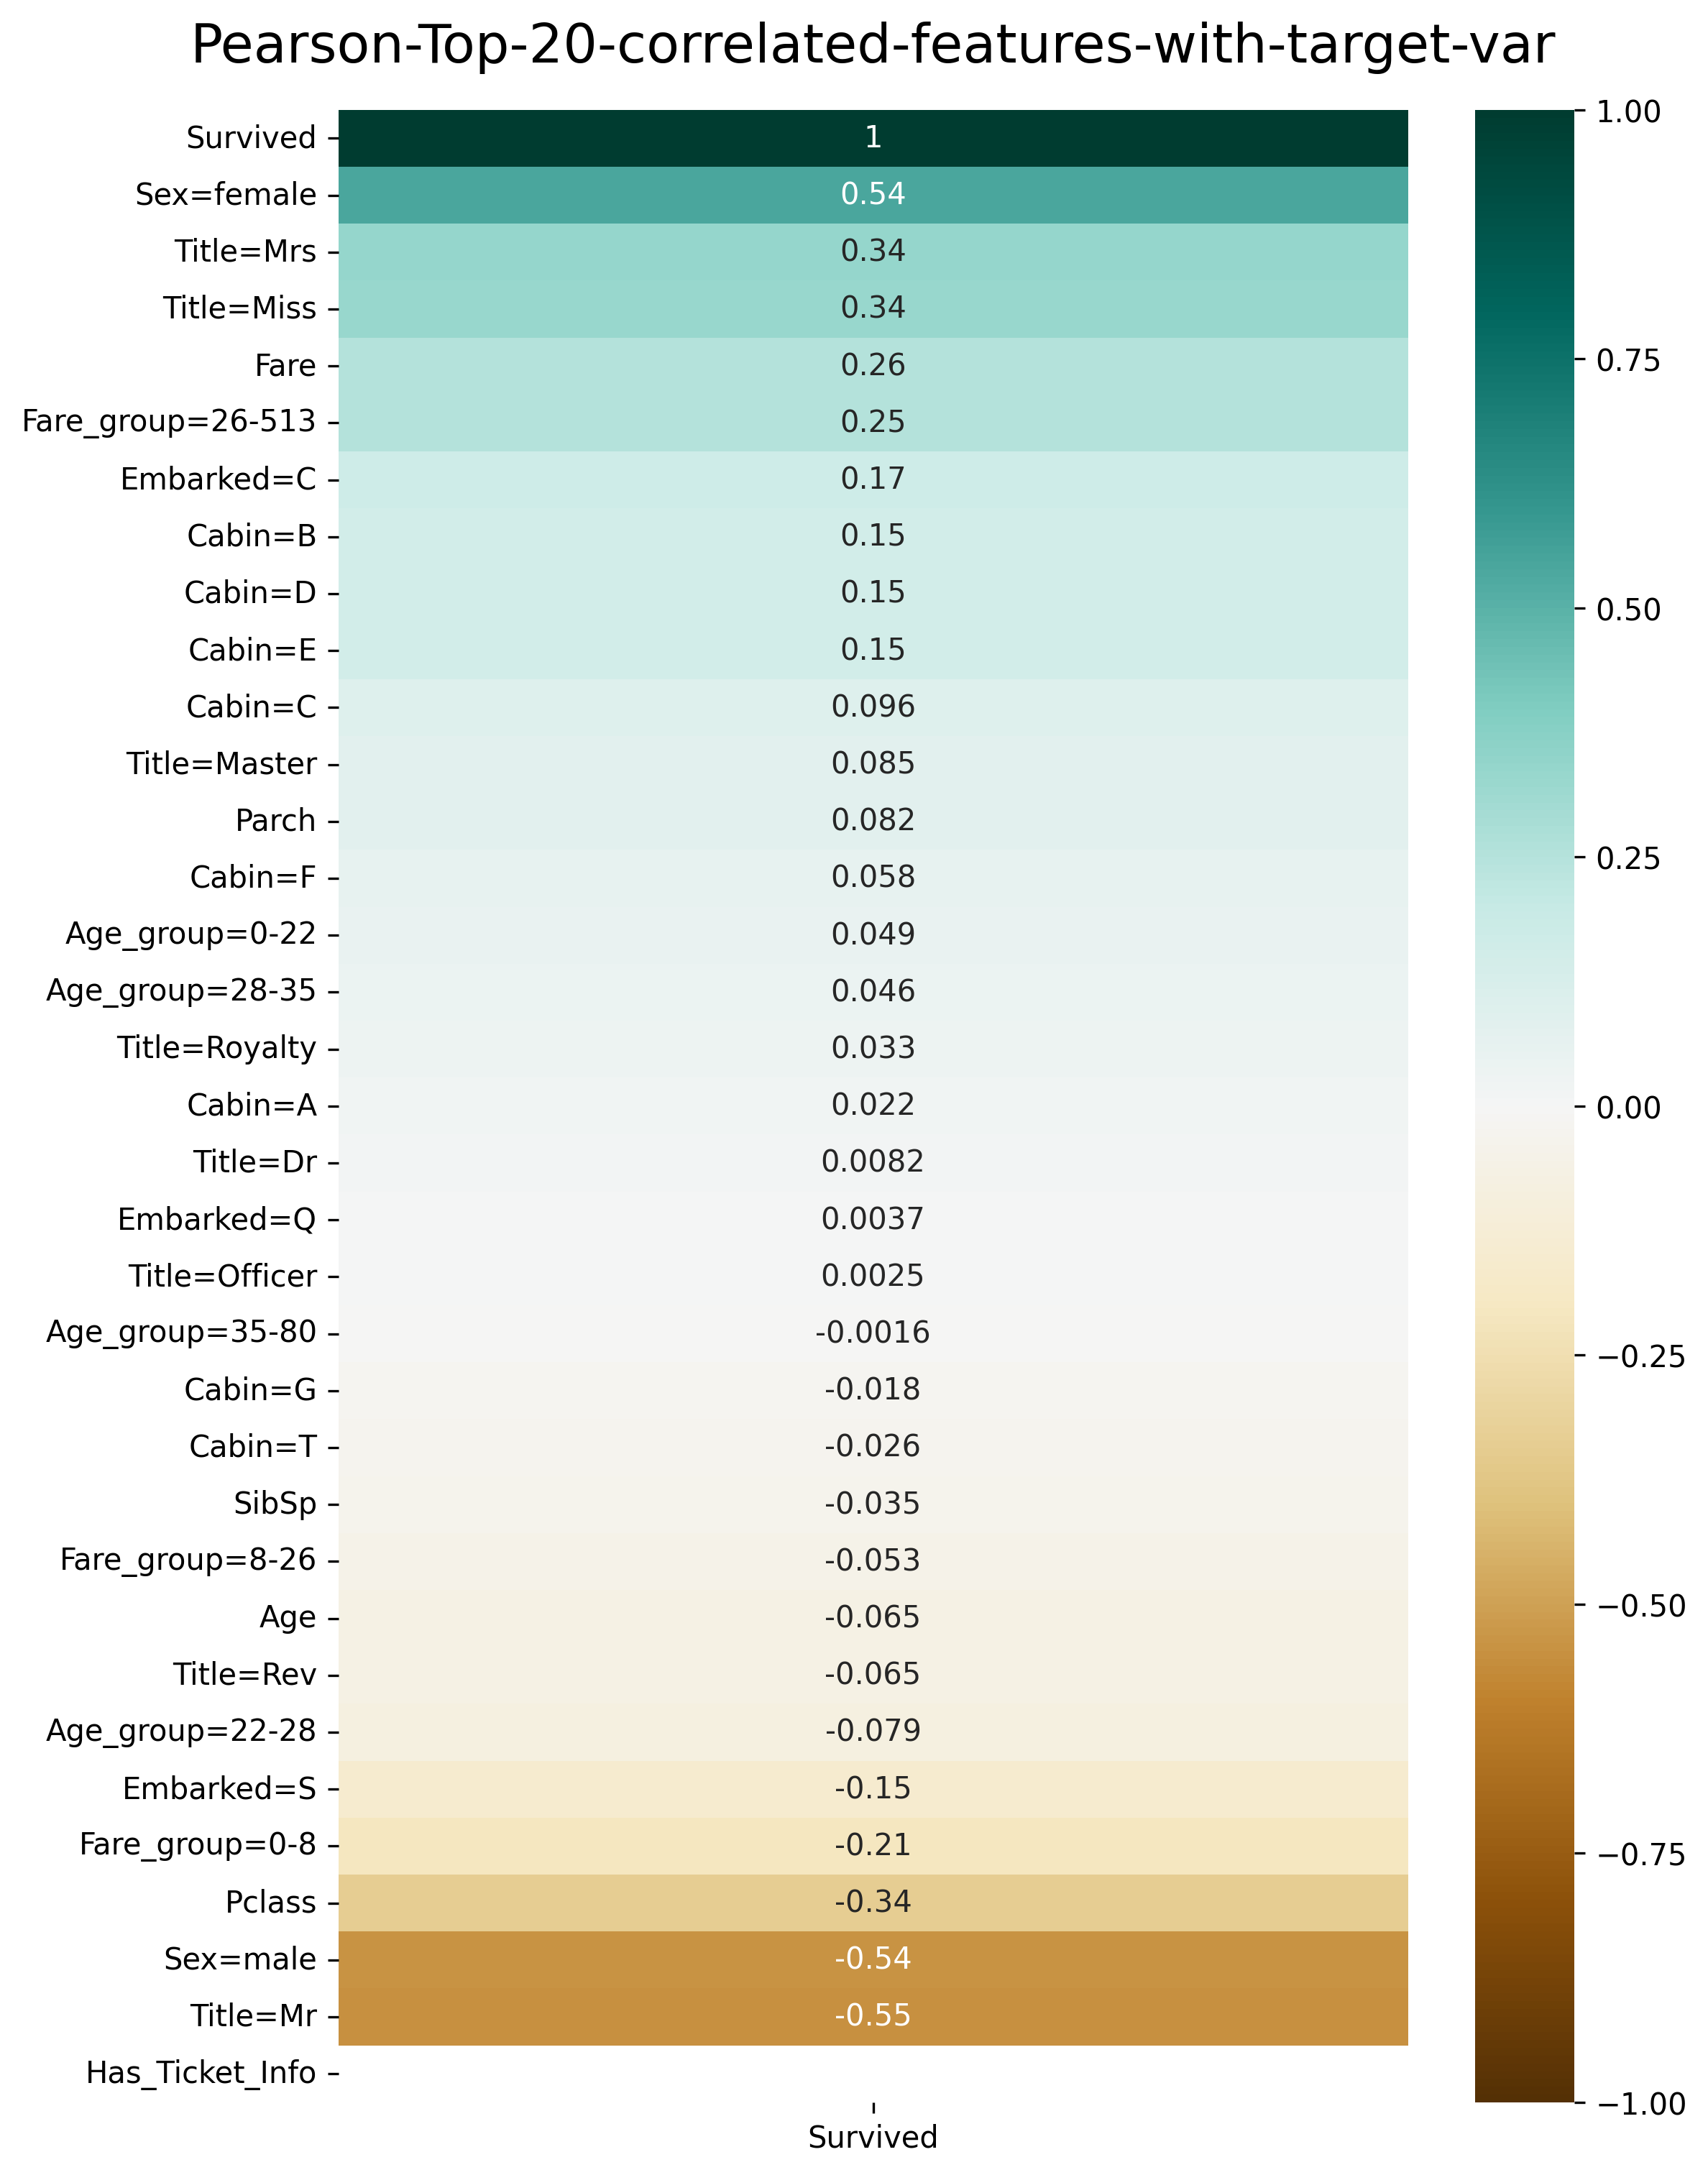 Pearson-Top-20-correlated-features-with-target-var
Survived 1
Sex=female 0.54
Title=Mrs 0.34
Title=Miss 0.34
Fare 0.26
Fare_group=26-513 0.25
Embarked=C 0.17
Cabin=B 0.15
Cabin=D 0.15
Cabin=E 0.15
Cabin=C 0.096
Title=Master 0.085
Parch 0.082
Cabin=F 0.058
Age_group=0-22 0.049
Age_group=28-35 0.046
Title=Royalty 0.033
Cabin=A 0.022
Title=Dr 0.0082
Embarked=Q 0.0037
Title=Officer 0.0025
Age_group=35-80 -0.0016
Cabin=G -0.018
Cabin=T -0.026
SibSp -0.035
Fare_group=8-26 -0.053
Age -0.065
Title=Rev -0.065
Age_group=22-28 -0.079
Embarked=S -0.15
Fare_group=0-8 -0.21
Pclass -0.34
Sex=male -0.54
Title=Mr -0.55
Has_Ticket_Info
Survived
1.00
0.75
0.50
0.25
0.00
−0.25
−0.50
−0.75
−1.00